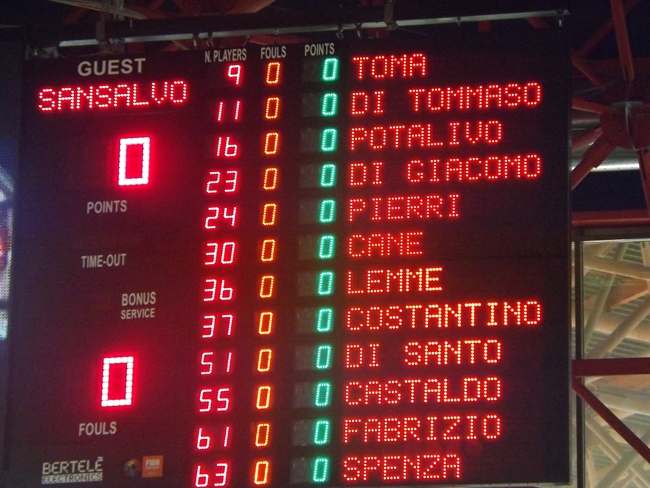 GUEST N. PLAYERS FOULS POINTS
SANSALVO
9 0 0 TOMA
11 0 0 DI TOMMASO
16 0 0 POTALIVO
23 0 0 DI GIACOMO
24 0 0 PIERRI
30 0 0 CANE
36 0 0 LEMME
37 0 0 COSTANTINO
51 0 0 DI SANTO
55 0 0 CASTALDO
61 0 0 FABRIZIO
63 0 0 SPENZA
0
POINTS
TIME-OUT
BONUS
SERVICE
0
FOULS
BERTELÈ
ELECTRONICS
FIBA